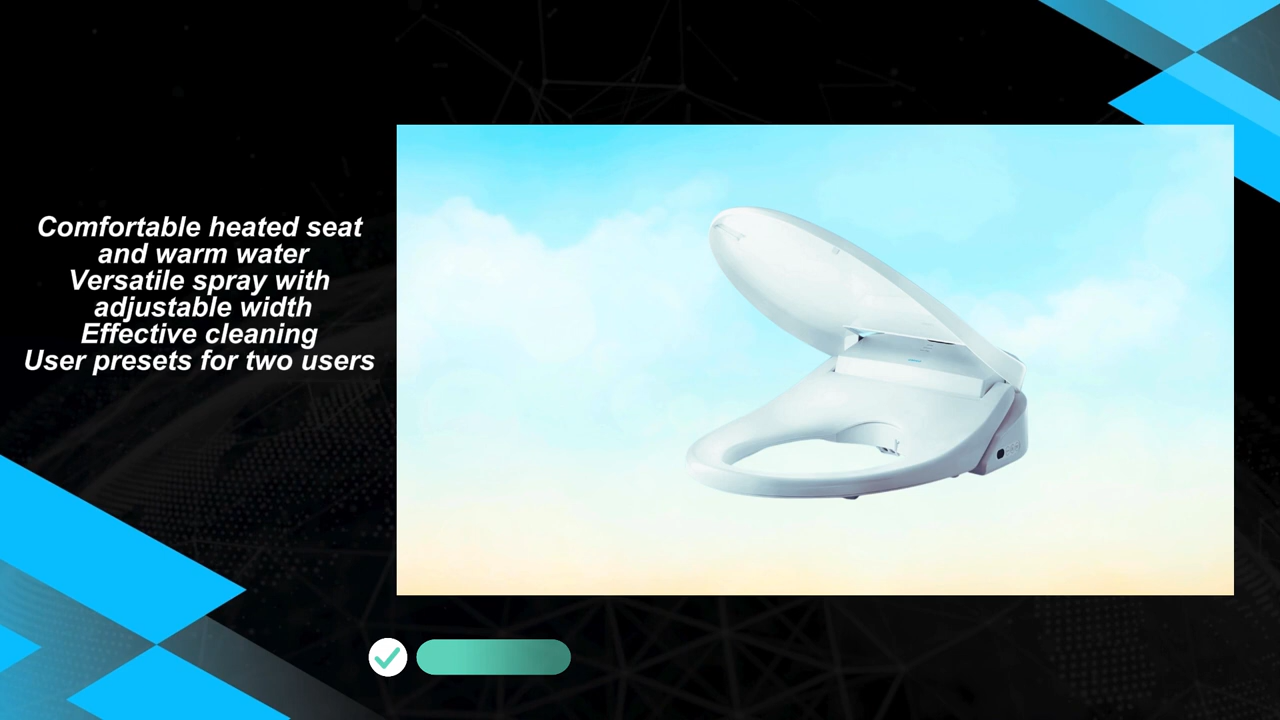 Comfortable heated seat
and warm water
Versatile spray with
adjustable width
Effective cleaning
User presets for two users